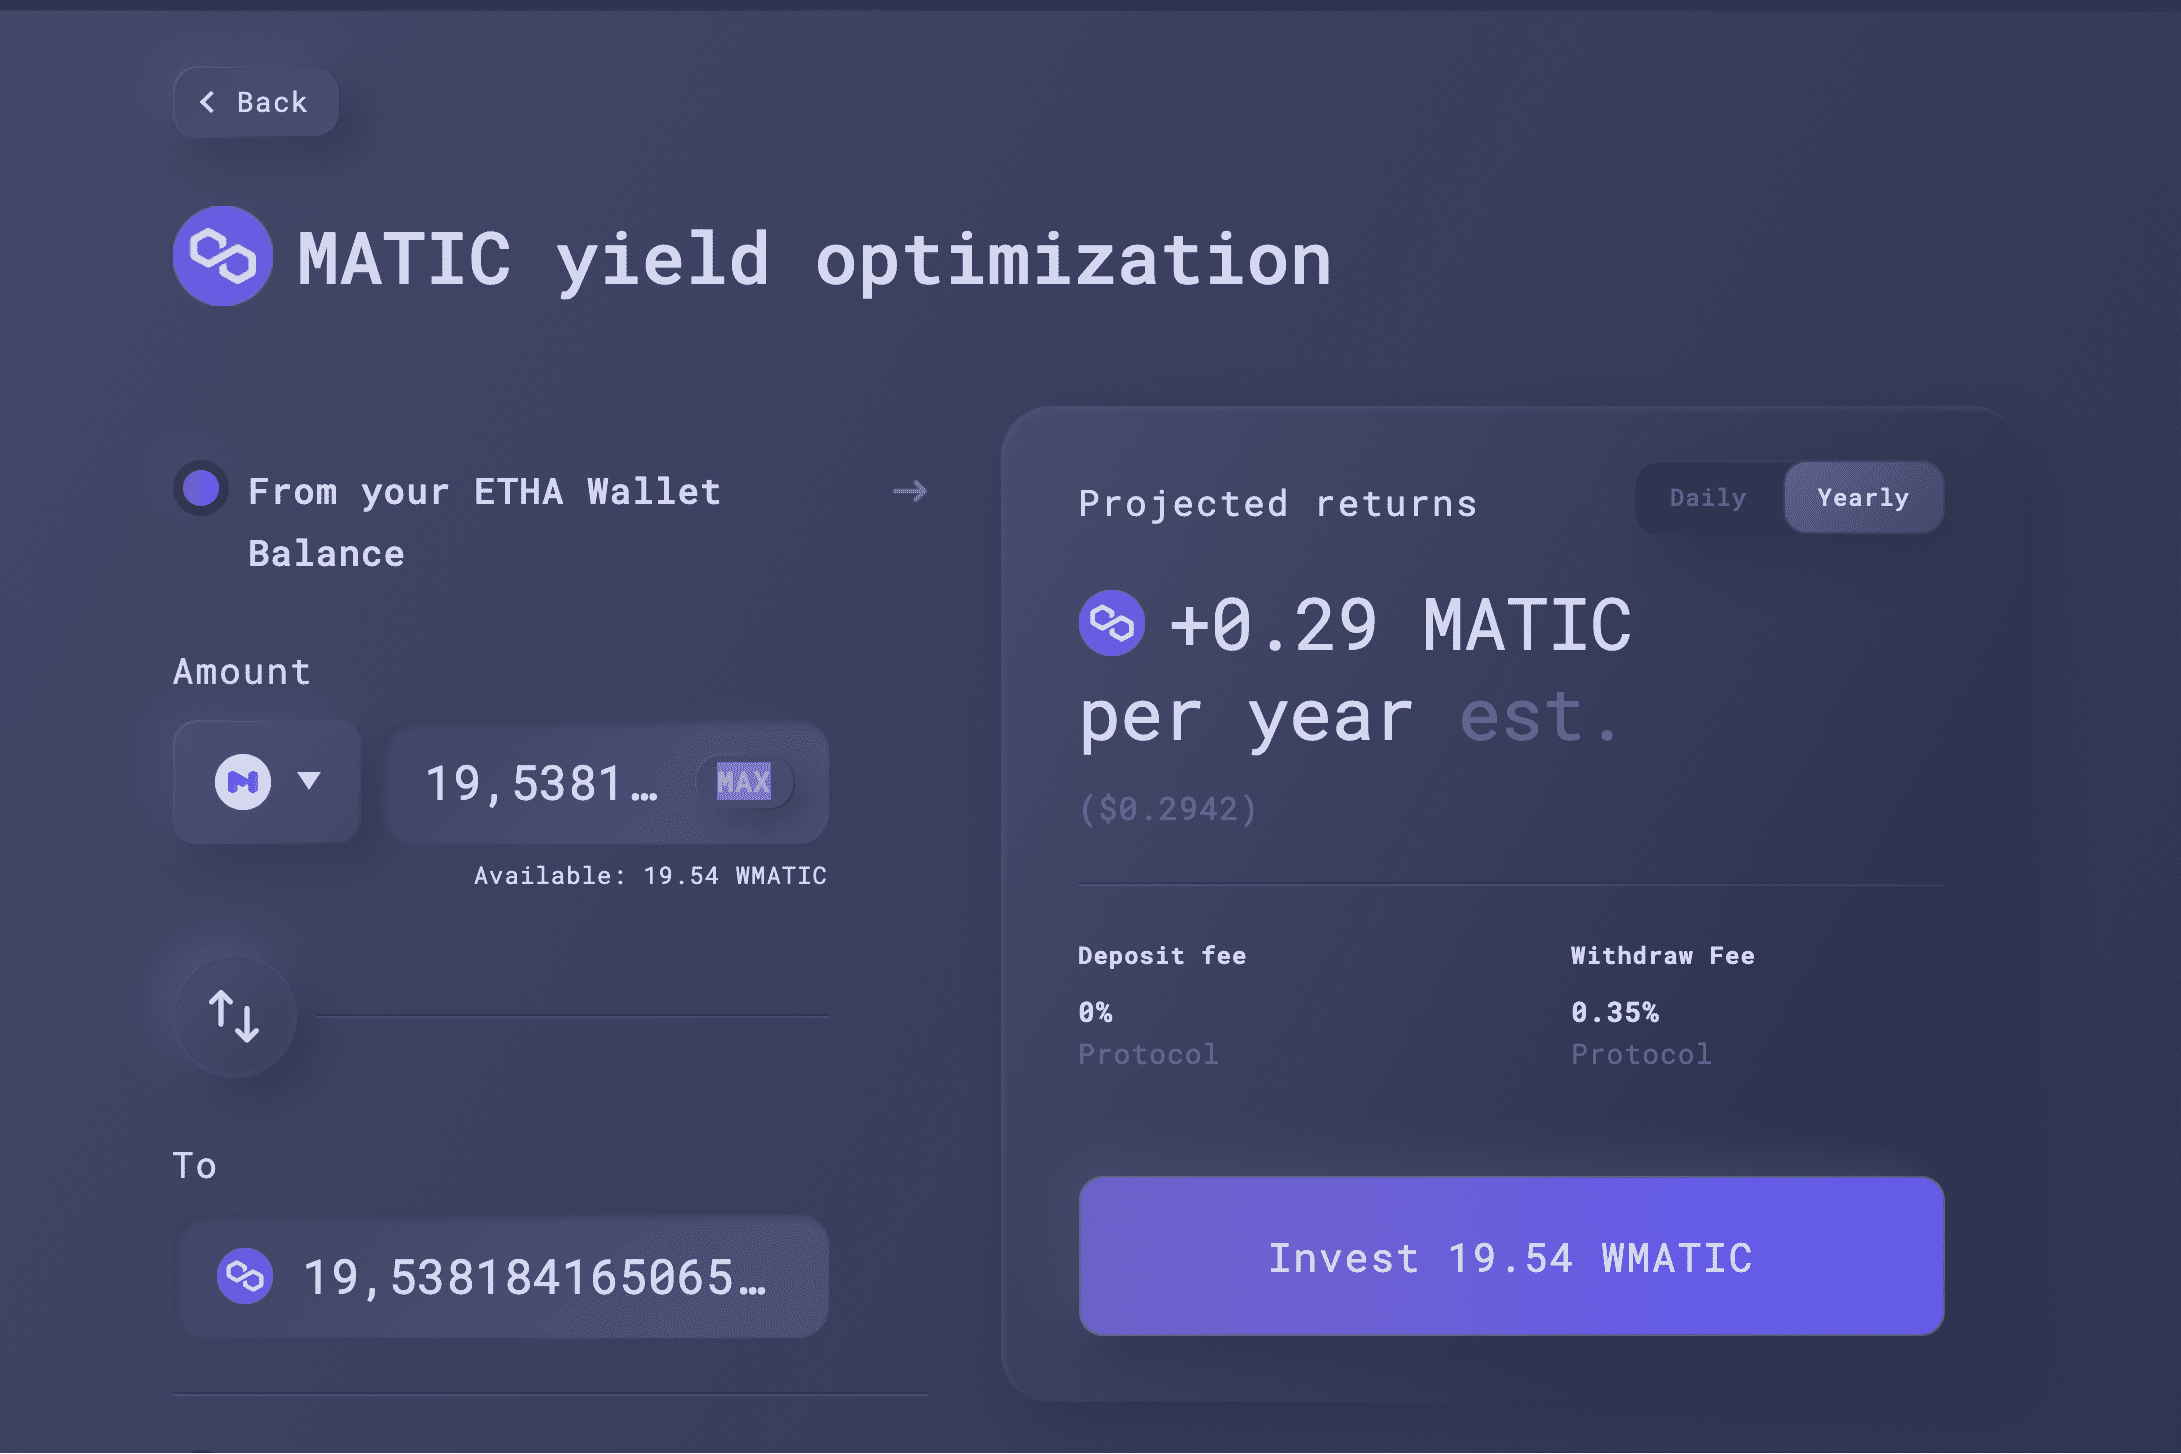 Back
MATIC yield optimization
From your ETHA Wallet
Balance
Amount
19,5381…
MAX
Available: 19.54 WMATIC
To
19,538184165065…
Projected returns
Daily
Yearly
+0.29 MATIC
per year est.
($0.2942)
Deposit fee
0%
Protocol
Withdraw Fee
0.35%
Protocol
Invest 19.54 WMATIC